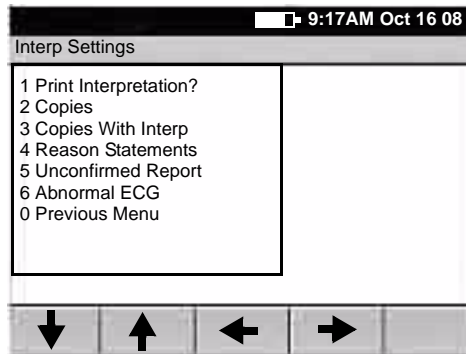 9:17AM Oct 16 08
Interp Settings
1 Print Interpretation?
2 Copies
3 Copies With Interp
4 Reason Statements
5 Unconfirmed Report
6 Abnormal ECG
0 Previous Menu